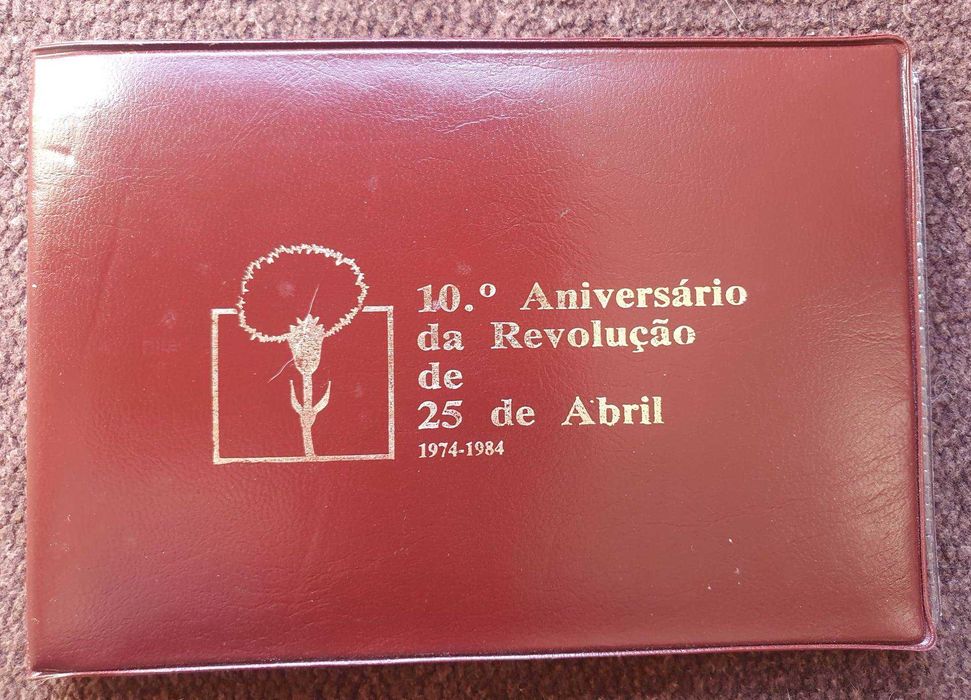 10.º Aniversário
da Revolução
de
25 de Abril
1974-1984